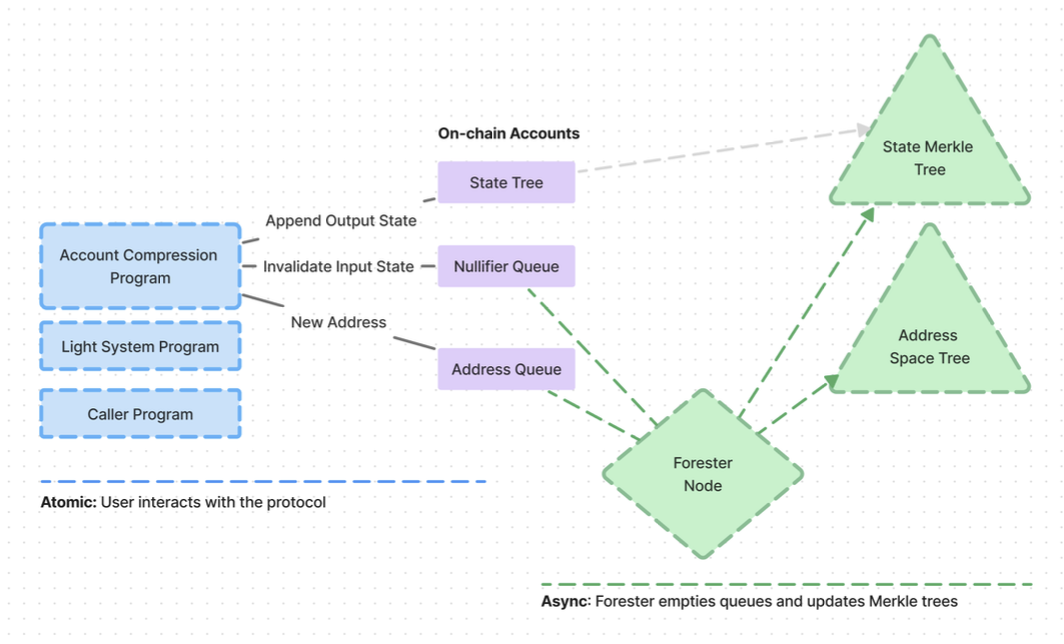 On-chain Accounts
State Tree
State Merkle
Tree
Append Output State
Account Compression
Program
Invalidate Input State
Nullifier Queue
New Address
Light System Program
Address Queue
Address
Space Tree
Caller Program
Forester
Node
Atomic: User interacts with the protocol
Async: Forester empties queues and updates Merkle trees